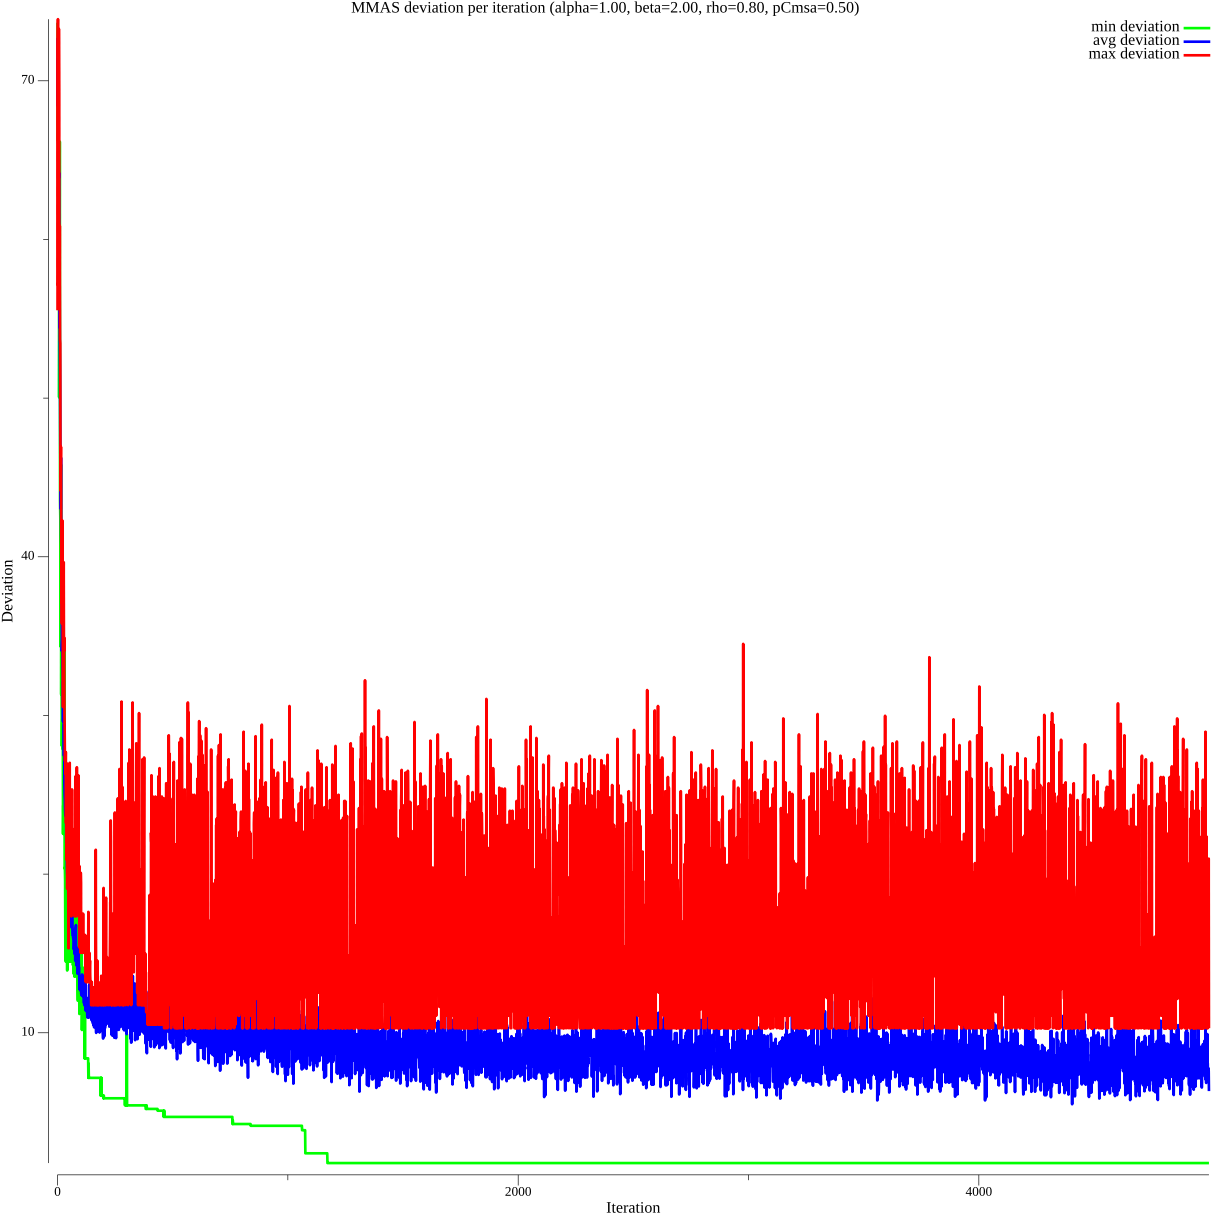 MMAS deviation per iteration (alpha=1.00, beta=2.00, rho=0.80, pCmsa=0.50)
min deviation
avg deviation
max deviation
70
40
10
Deviation
0
2000
4000
Iteration